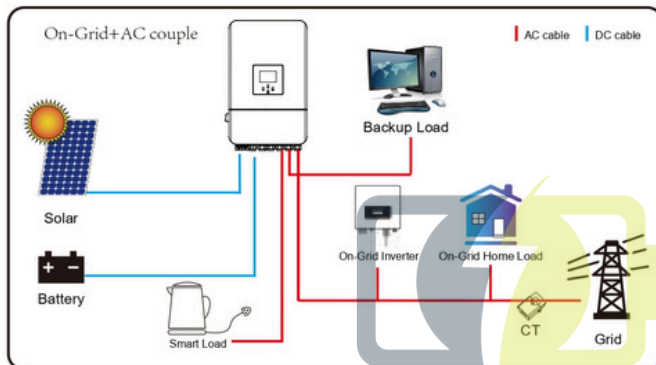 On-Grid+AC couple
AC cable
DC cable
Backup Load
Solar
On-Grid Inverter
On-Grid Home Load
Battery
Smart Load
CT
Grid